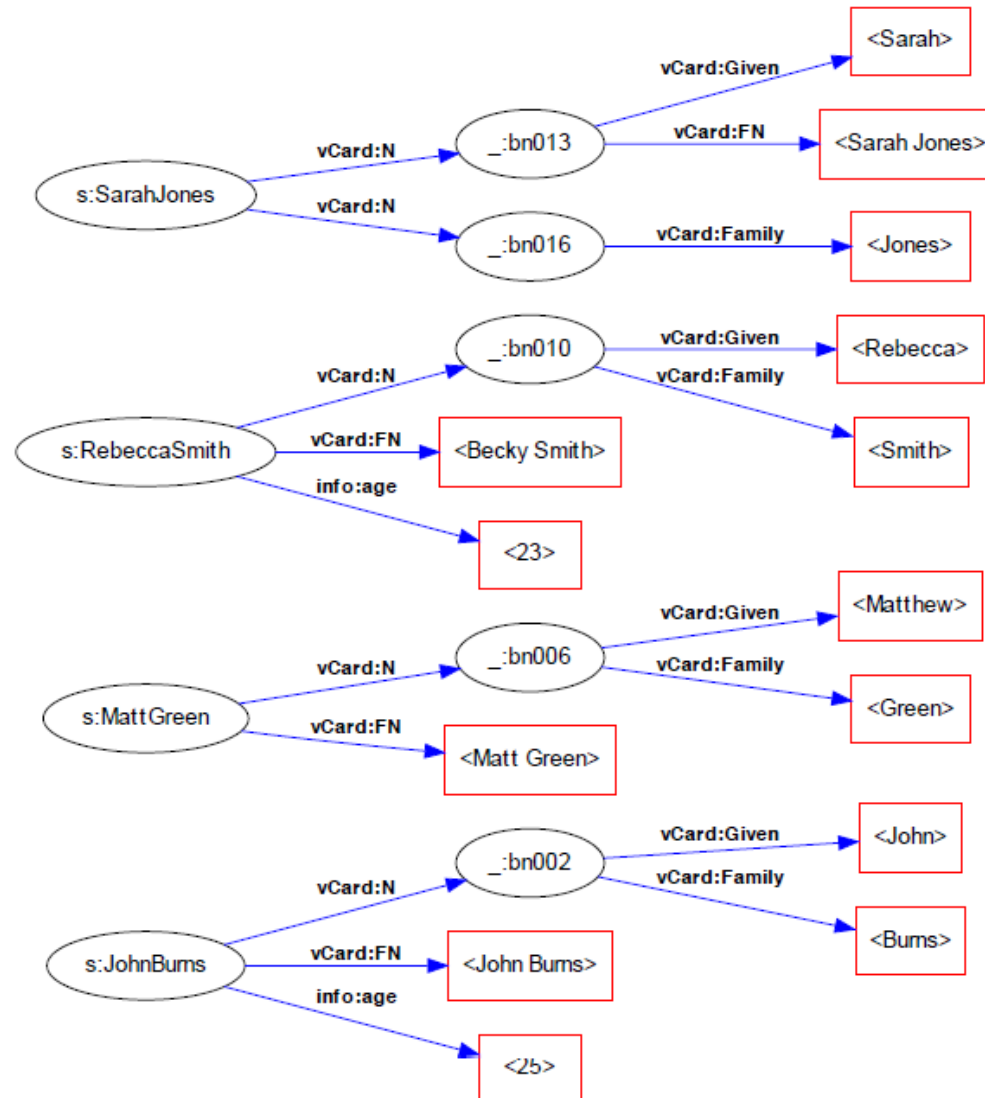 <Sarah>
vCard:Given
vCard:FN
_:bn013
<Sarah Jones>
vCard:N
s:SarahJones
vCard:N
_:bn016
vCard:Family
<Jones>
_:bn010
vCard:Given
<Rebecca>
vCard:N
vCard:Family
s:RebeccaSmith
vCard:FN
<Becky Smith>
<Smith>
info:age
<23>
vCard:Given
<Matthew>
_:bn006
vCard:N
vCard:Family
s:MattGreen
<Green>
vCard:FN
<Matt Green>
vCard:Given
<John>
_:bn002
vCard:N
vCard:Family
<Burns>
s:JohnBurns
vCard:FN
<John Burns>
info:age
<25>